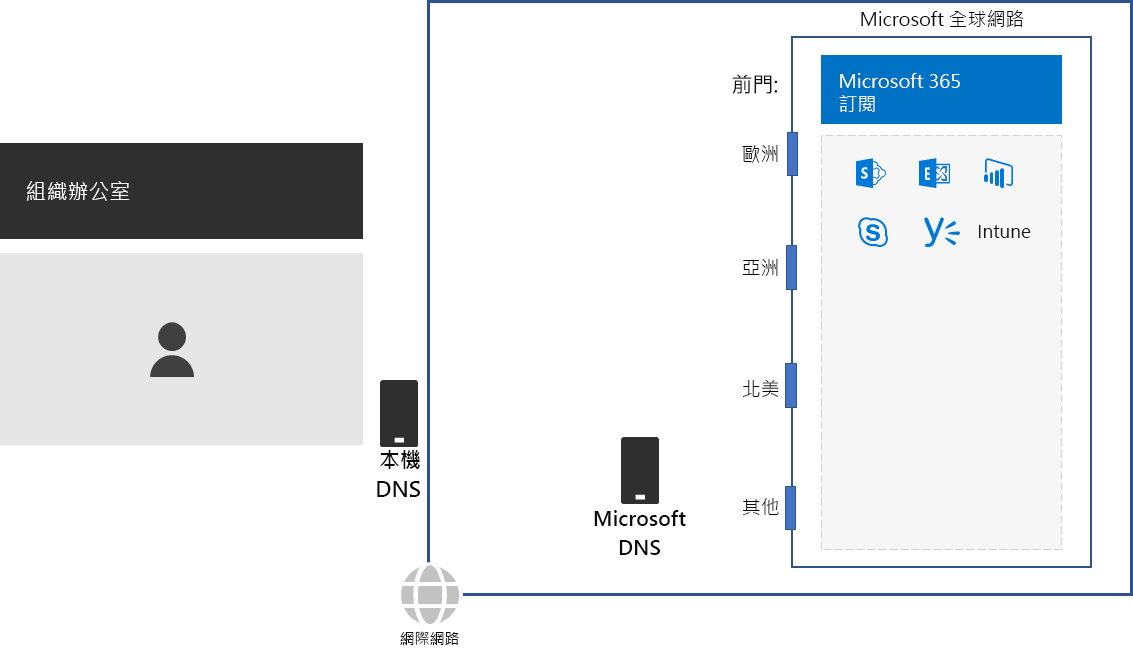 Microsoft 全球網路
前門:
Microsoft 365
訂閱
歐洲
S
E
組織辦公室
S
Intune
亞洲
北美
本機
DNS
其他
Microsoft
DNS
網際網路